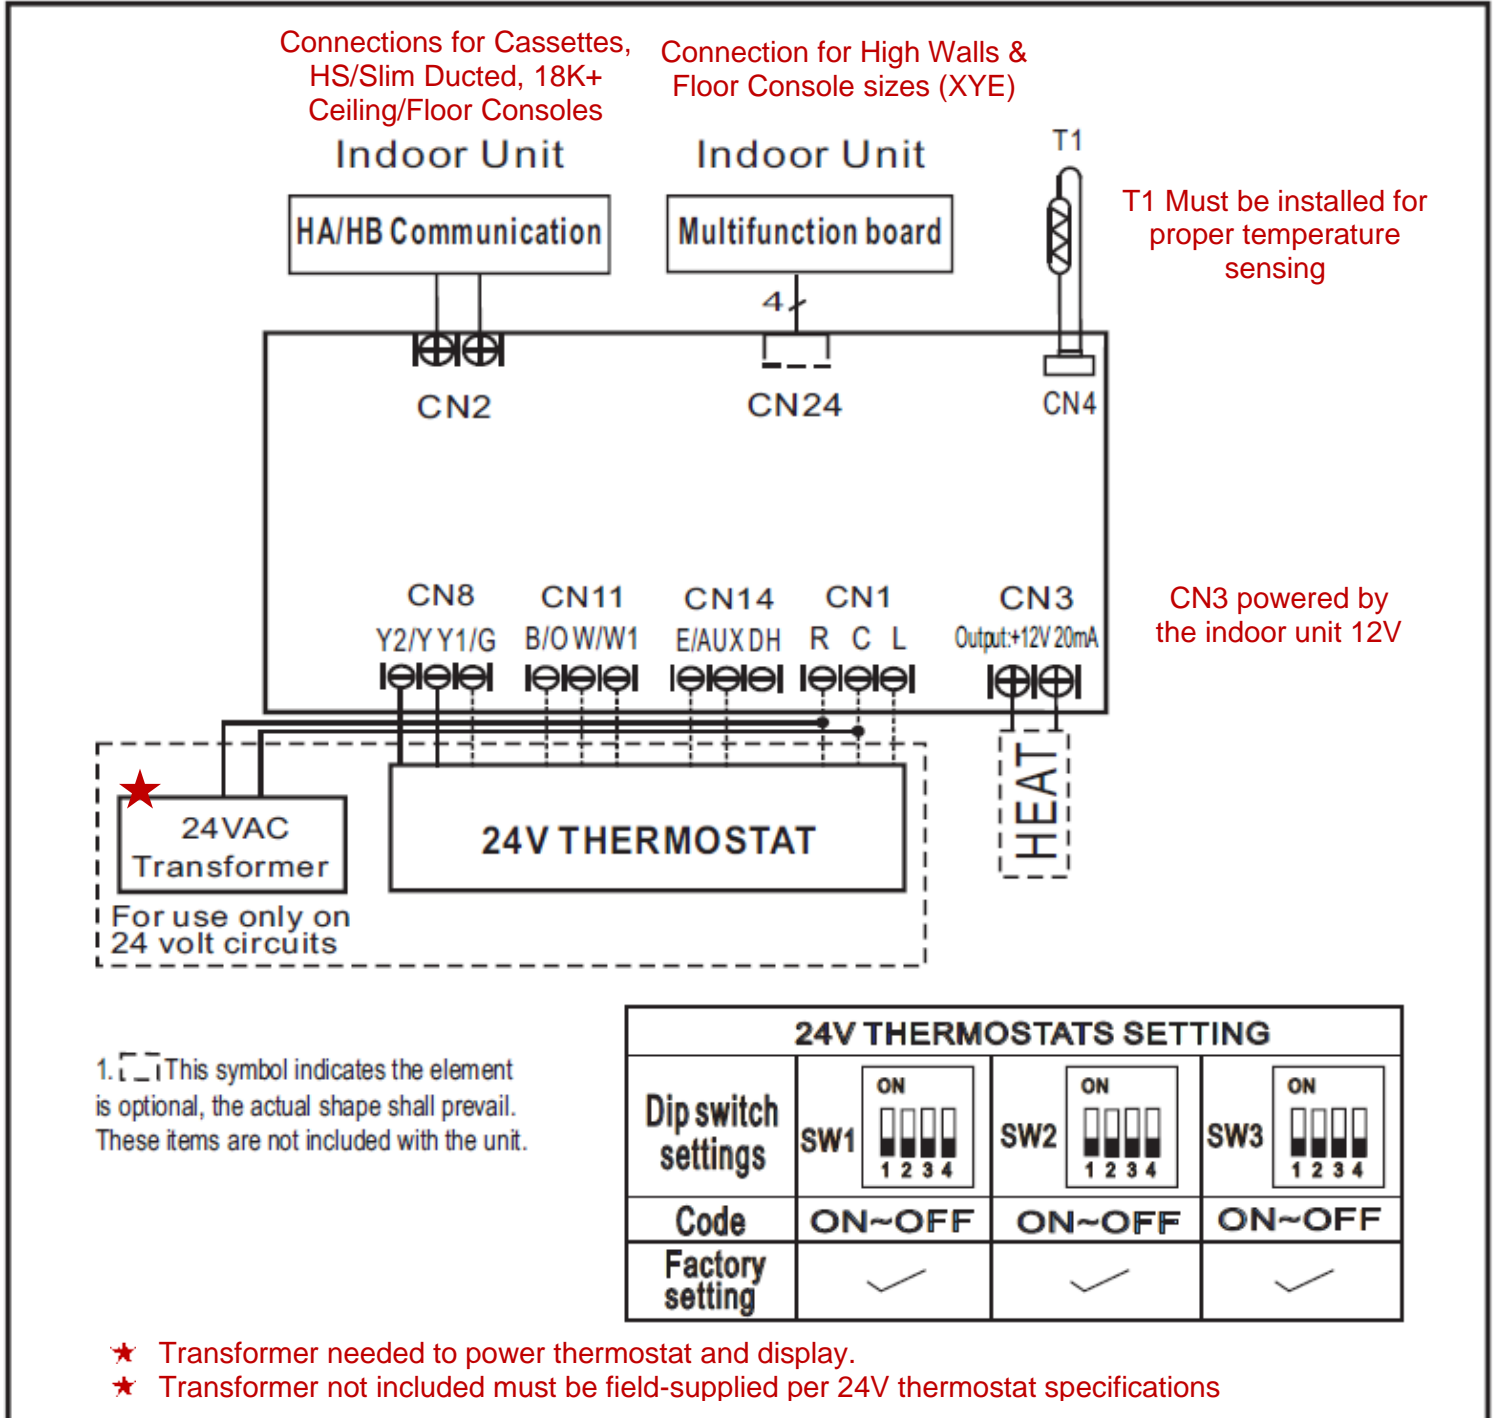 Connections for Cassettes,
HS/Slim Ducted, 18K+
Ceiling/Floor Consoles
Connection for High Walls &
Floor Console sizes (XYE)
Indoor Unit
Indoor Unit
T1
HA/HB Communication
Multifunction board
T1 Must be installed for
proper temperature
sensing
4
CN2
CN24
CN4
CN8 CN11 CN14 CN1 CN3
Y2/Y Y1/G B/O W/W1 E/AUX DH R C L Output:+12V 20mA
CN3 powered by
the indoor unit 12V
24VAC
Transformer
24V THERMOSTAT
HEAT
For use only on
24 volt circuits
1. This symbol indicates the element
is optional, the actual shape shall prevail.
These items are not included with the unit.
24V THERMOSTATS SETTING
Dip switch
settings
SW1
ON
1 2 3 4
SW2
ON
1 2 3 4
SW3
ON
1 2 3 4
Code ON~OFF ON~OFF ON~OFF
Factory
setting
Transformer needed to power thermostat and display.
Transformer not included must be field-supplied per 24V thermostat specifications